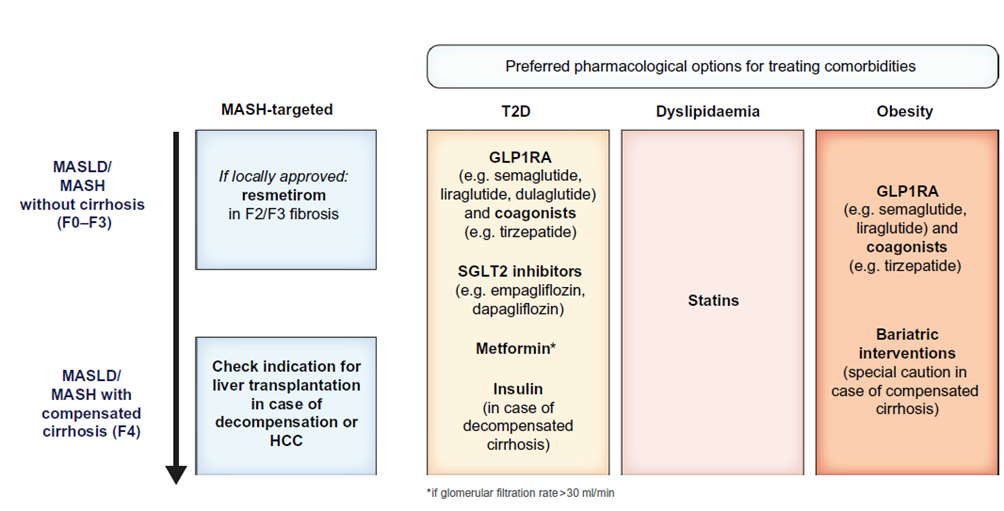 Preferred pharmacological options for treating comorbidities
MASH-targeted
T2D
Dyslipidaemia
Obesity
MASLD/
MASH
without cirrhosis
(F0–F3)
If locally approved:
resmetirom
in F2/F3 fibrosis
GLP1RA
(e.g. semaglutide,
liraglutide, dulaglutide)
and coagonists
(e.g. tirzepatide)
SGLT2 inhibitors
(e.g. empagliflozin,
dapagliflozin)
Metformin*
Insulin
(in case of
decompensated
cirrhosis)
Statins
GLP1RA
(e.g. semaglutide,
liraglutide) and
coagonists
(e.g. tirzepatide)
Bariatric
interventions
(special caution in
case of compensated
cirrhosis)
MASLD/
MASH with
compensated
cirrhosis (F4)
Check indication for
liver transplantation
in case of
decompensation or
HCC
*if glomerular filtration rate>30 ml/min